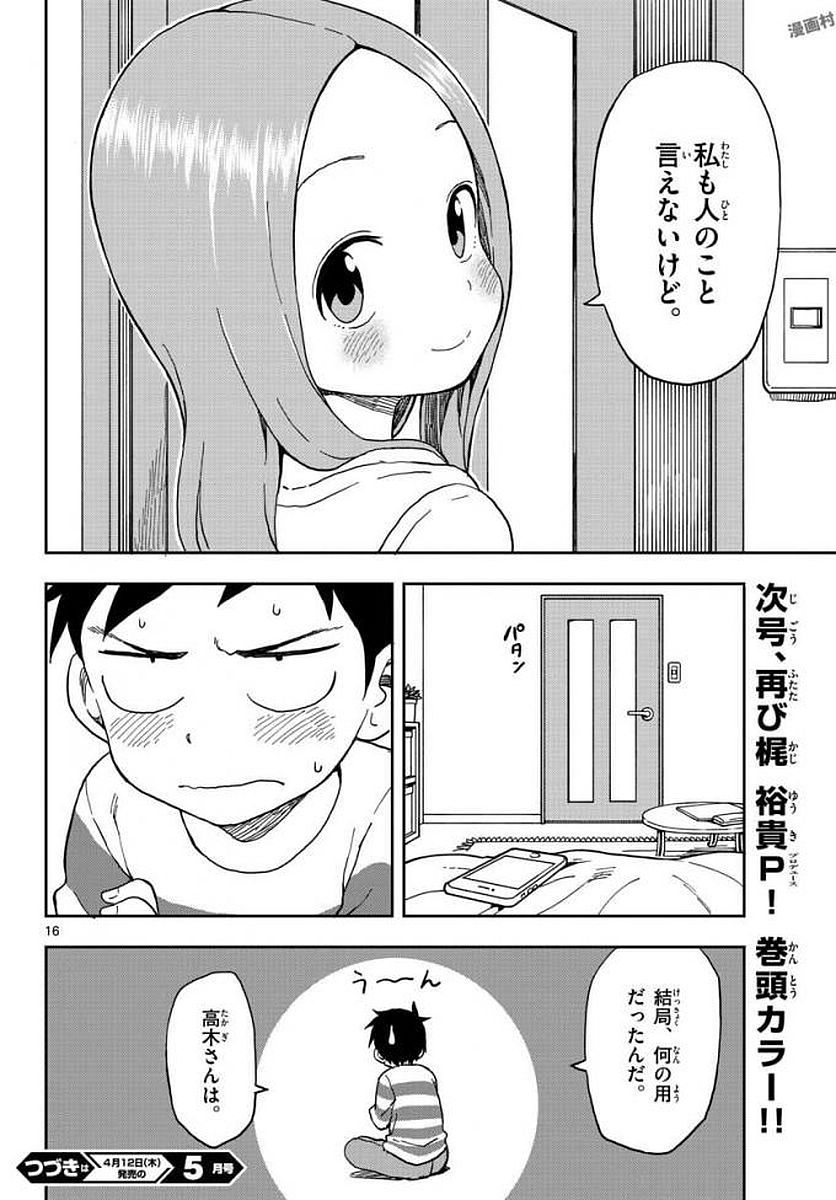 漫画村
私も人のこと
言えないけど。
パタン
次号、再び梶裕貴P！巻頭カラー!!
16
結局、何の用
だったんだ。
う〜〜ん
高木さんは。
つづきは
4月12日(木)
発売の
5月号